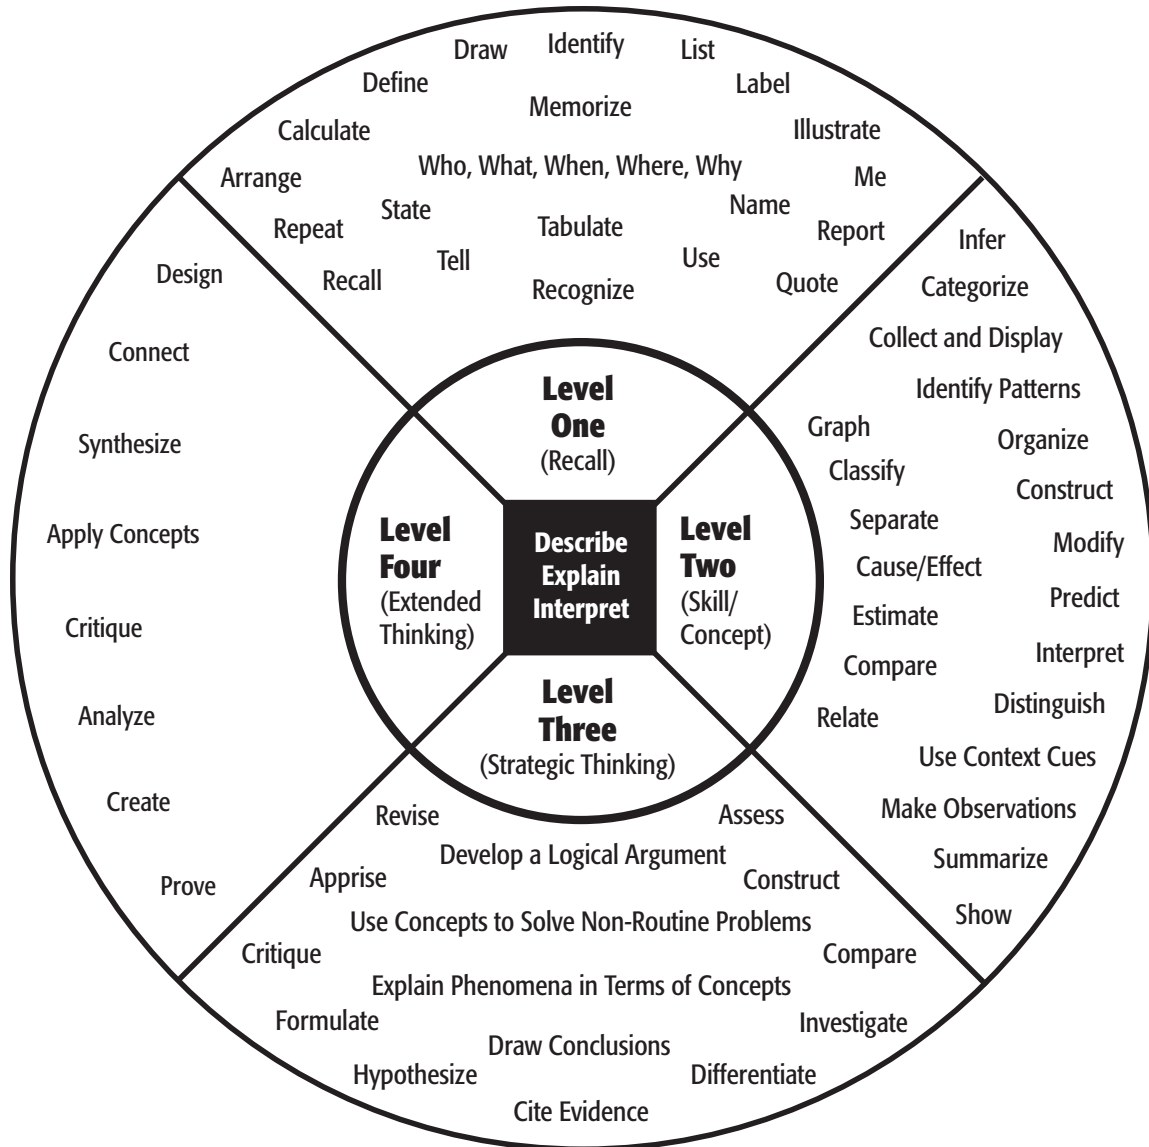 Draw
Identify
List
Define
Label
Memorize
Calculate
Illustrate
Who, What, When, Where, Why
Arrange
Me
State
Name
Repeat
Tabulate
Report
Tell
Use
Recall
Recognize
Quote
Infer
Categorize
Collect and Display
Identify Patterns
Graph
Organize
Classify
Construct
Separate
Modify
Cause/Effect
Predict
Estimate
Interpret
Compare
Distinguish
Relate
Use Context Cues
Make Observations
Summarize
Show
Design
Connect
Synthesize
Apply Concepts
Critique
Analyze
Create
Prove
Level
One
(Recall)
Level
Two
(Skill/
Concept)
Level
Four
(Extended
Thinking)
Describe
Explain
Interpret
Level
Three
(Strategic Thinking)
Revise
Assess
Develop a Logical Argument
Apprise
Construct
Use Concepts to Solve Non-Routine Problems
Critique
Compare
Explain Phenomena in Terms of Concepts
Formulate
Investigate
Draw Conclusions
Hypothesize
Differentiate
Cite Evidence